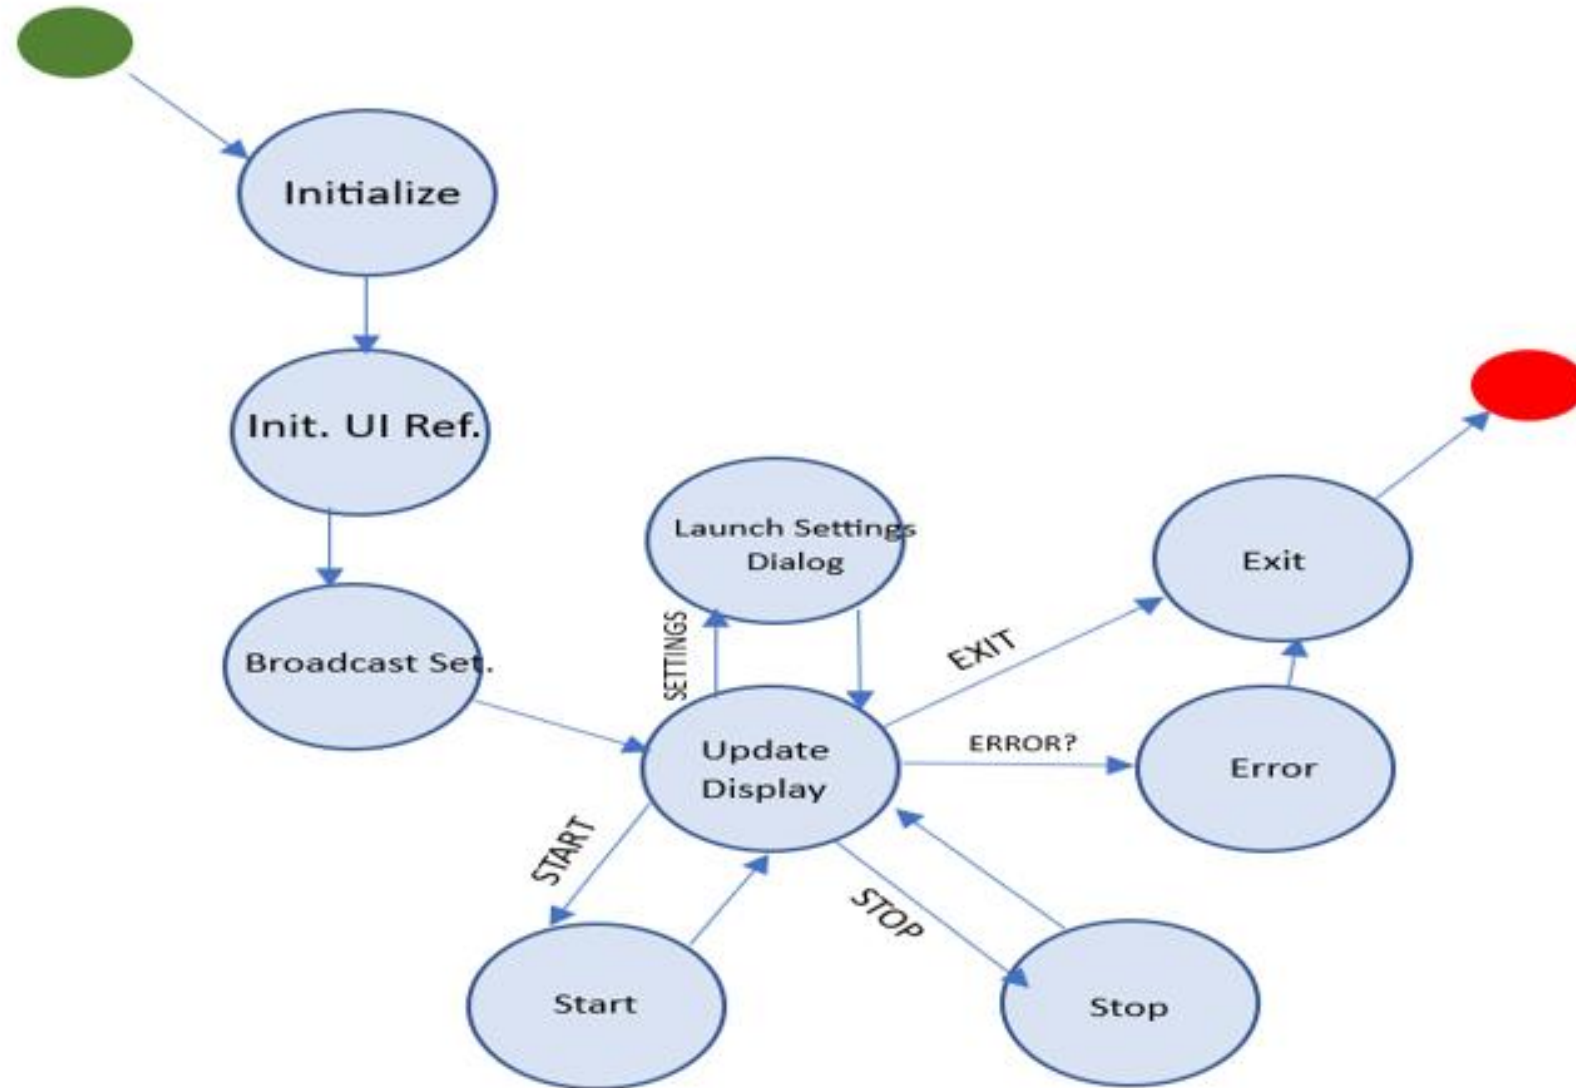 Initialize
Init. UI Ref.
Broadcast Set.
Launch Settings
Dialog
SETTINGS
Update
Display
EXIT
Exit
ERROR?
Error
START
Start
STOP
Stop